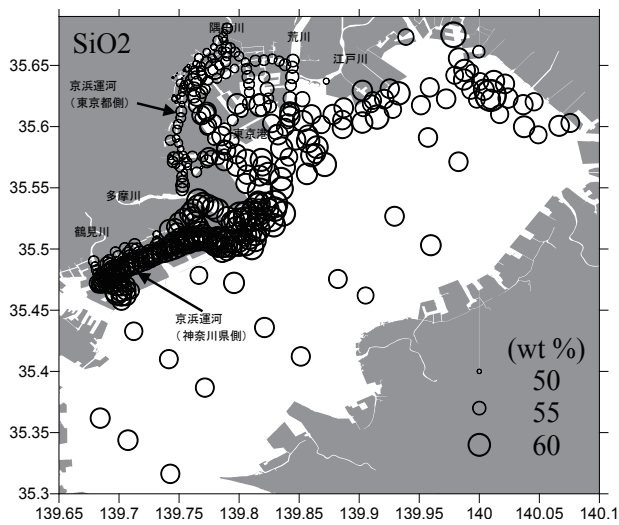 SiO2
隅田川
荒川
江戸川
京浜運河
（東京都側）
東京港
多摩川
鶴見川
京浜運河
（神奈川県側）
(wt %)
50
55
60
35.65
35.6
35.55
35.5
35.45
35.4
35.35
35.3
139.65 139.7 139.75 139.8 139.85 139.9 139.95 140 140.05 140.1